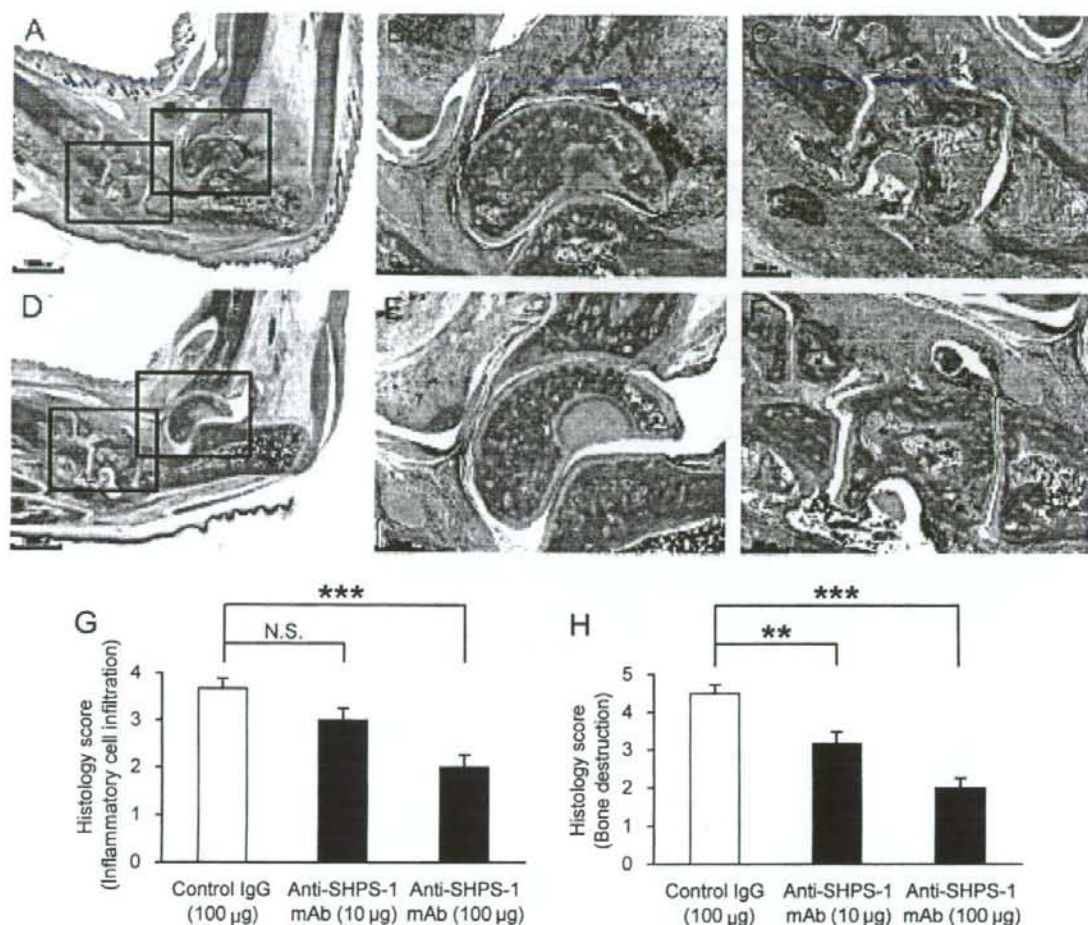 A
B
C
D
E
F
***
G
N.S.
Histology score
(Inflammatory cell infiltration)
4
3
2
1
0
Control IgG
(100 µg)
Anti-SHPS-1
mAb (10 µg)
Anti-SHPS-1
mAb (100 µg)
***
H
**
Histology score
(Bone destruction)
5
4
3
2
1
0
Control IgG
(100 µg)
Anti-SHPS-1
mAb (10 µg)
Anti-SHPS-1
mAb (100 µg)